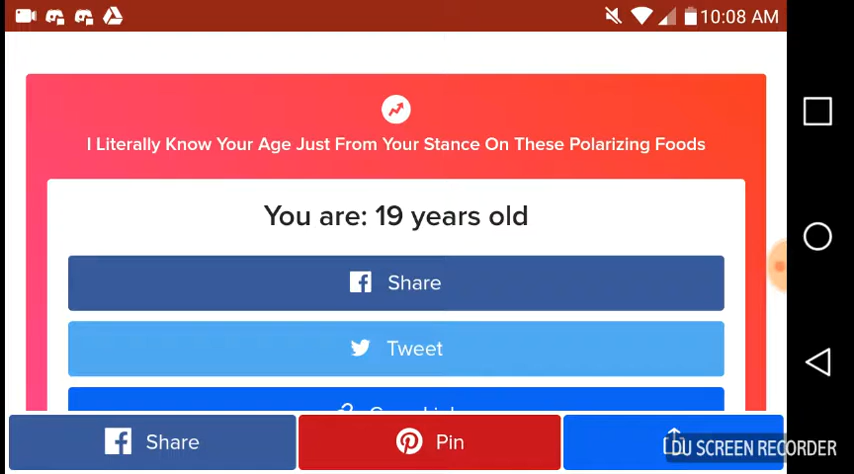 10:08 AM
I Literally Know Your Age Just From Your Stance On These Polarizing Foods
You are: 19 years old
Share
Tweet
Share
Pin
DU SCREEN RECORDER